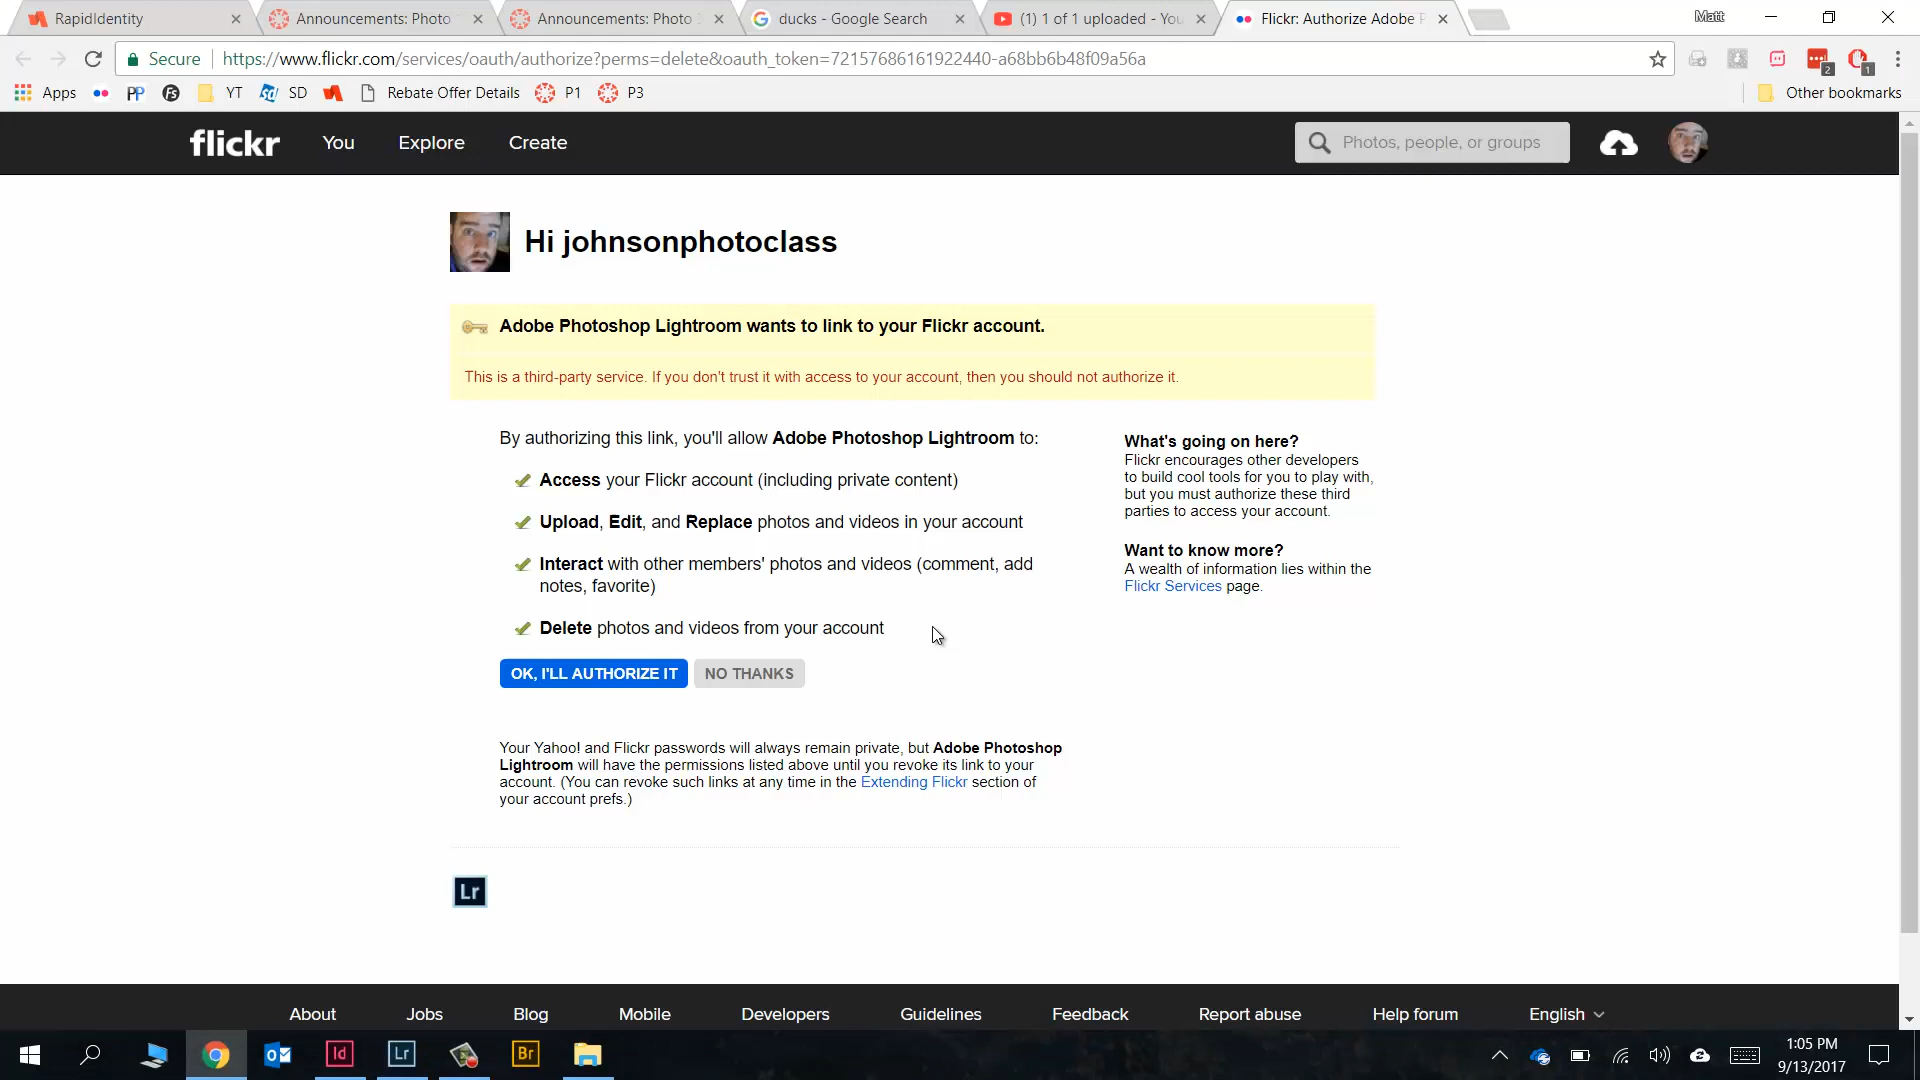 RapidIdentity
Announcements: Photo
Announcements: Photo
ducks - Google Search
(1) 1 of 1 uploaded - You
Flickr: Authorize Adobe P
Matt
Secure
https://www.flickr.com/services/oauth/authorize?perms=delete&oauth_token=72157686161922440-a68bb6b48f09a56a
2
1
Apps
PP
Fs
YT
SD
Rebate Offer Details
P1
P3
Other bookmarks
flickr
You
Explore
Create
Photos, people, or groups
Hi johnsonphotoclass
Adobe Photoshop Lightroom wants to link to your Flickr account.
This is a third-party service. If you don't trust it with access to your account, then you should not authorize it.
By authorizing this link, you'll allow Adobe Photoshop Lightroom to:
Access your Flickr account (including private content)
Upload, Edit, and Replace photos and videos in your account
Interact with other members' photos and videos (comment, add
notes, favorite)
Delete photos and videos from your account
OK, I'LL AUTHORIZE IT
NO THANKS
What's going on here?
Flickr encourages other developers
to build cool tools for you to play with,
but you must authorize these third
parties to access your account.
Want to know more?
A wealth of information lies within the
Flickr Services page.
Your Yahoo! and Flickr passwords will always remain private, but Adobe Photoshop
Lightroom will have the permissions listed above until you revoke its link to your
account. (You can revoke such links at any time in the Extending Flickr section of
your account prefs.)
Lr
About
Jobs
Blog
Mobile
Developers
Guidelines
Feedback
Report abuse
Help forum
English
Id
Lr
Br
1:05 PM
9/13/2017